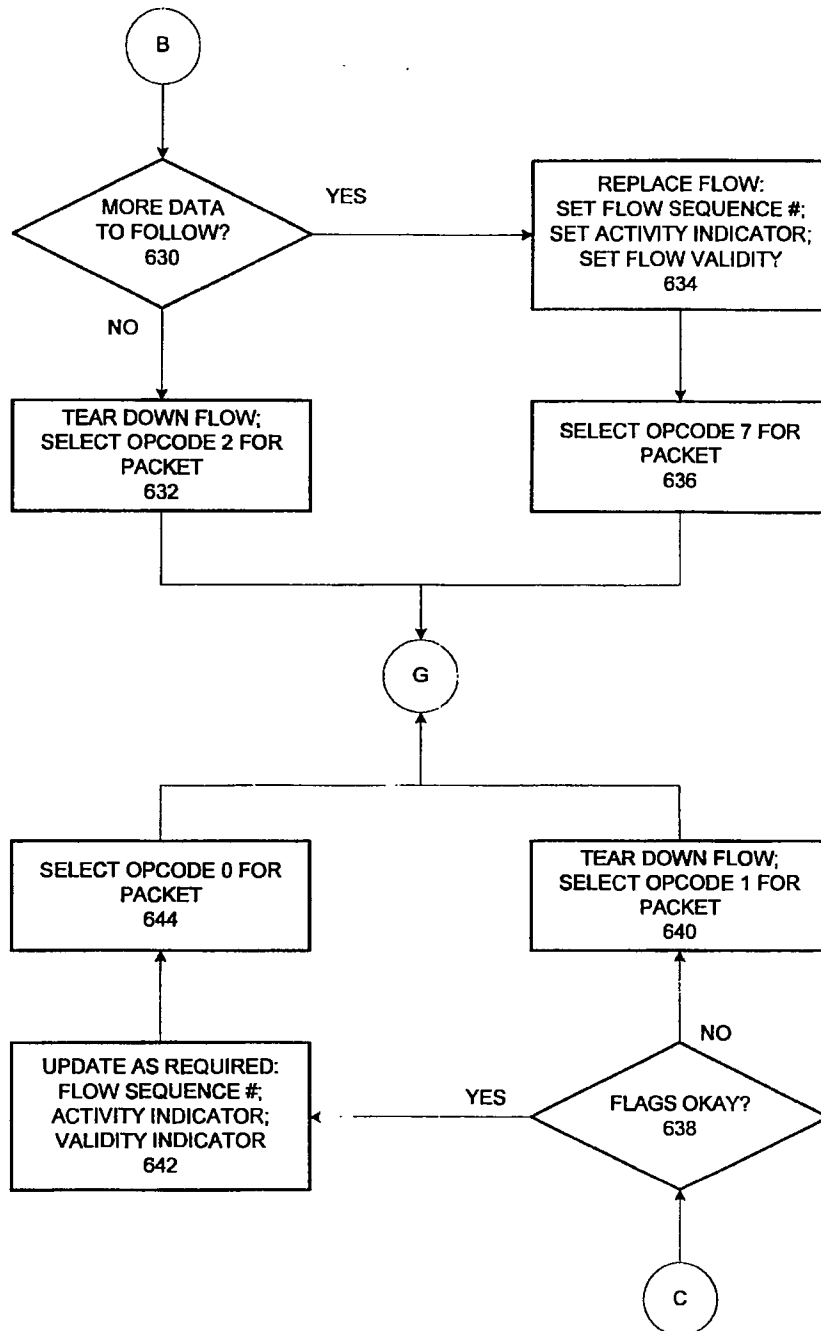 B
MORE DATA
TO FOLLOW?
630
YES
NO
REPLACE FLOW:
SET FLOW SEQUENCE #;
SET ACTIVITY INDICATOR;
SET FLOW VALIDITY
634
TEAR DOWN FLOW;
SELECT OPCODE 2 FOR
PACKET
632
SELECT OPCODE 7 FOR
PACKET
636
G
SELECT OPCODE 0 FOR
PACKET
644
TEAR DOWN FLOW;
SELECT OPCODE 1 FOR
PACKET
640
NO
UPDATE AS REQUIRED:
FLOW SEQUENCE #;
ACTIVITY INDICATOR;
VALIDITY INDICATOR
642
YES
FLAGS OKAY?
638
C